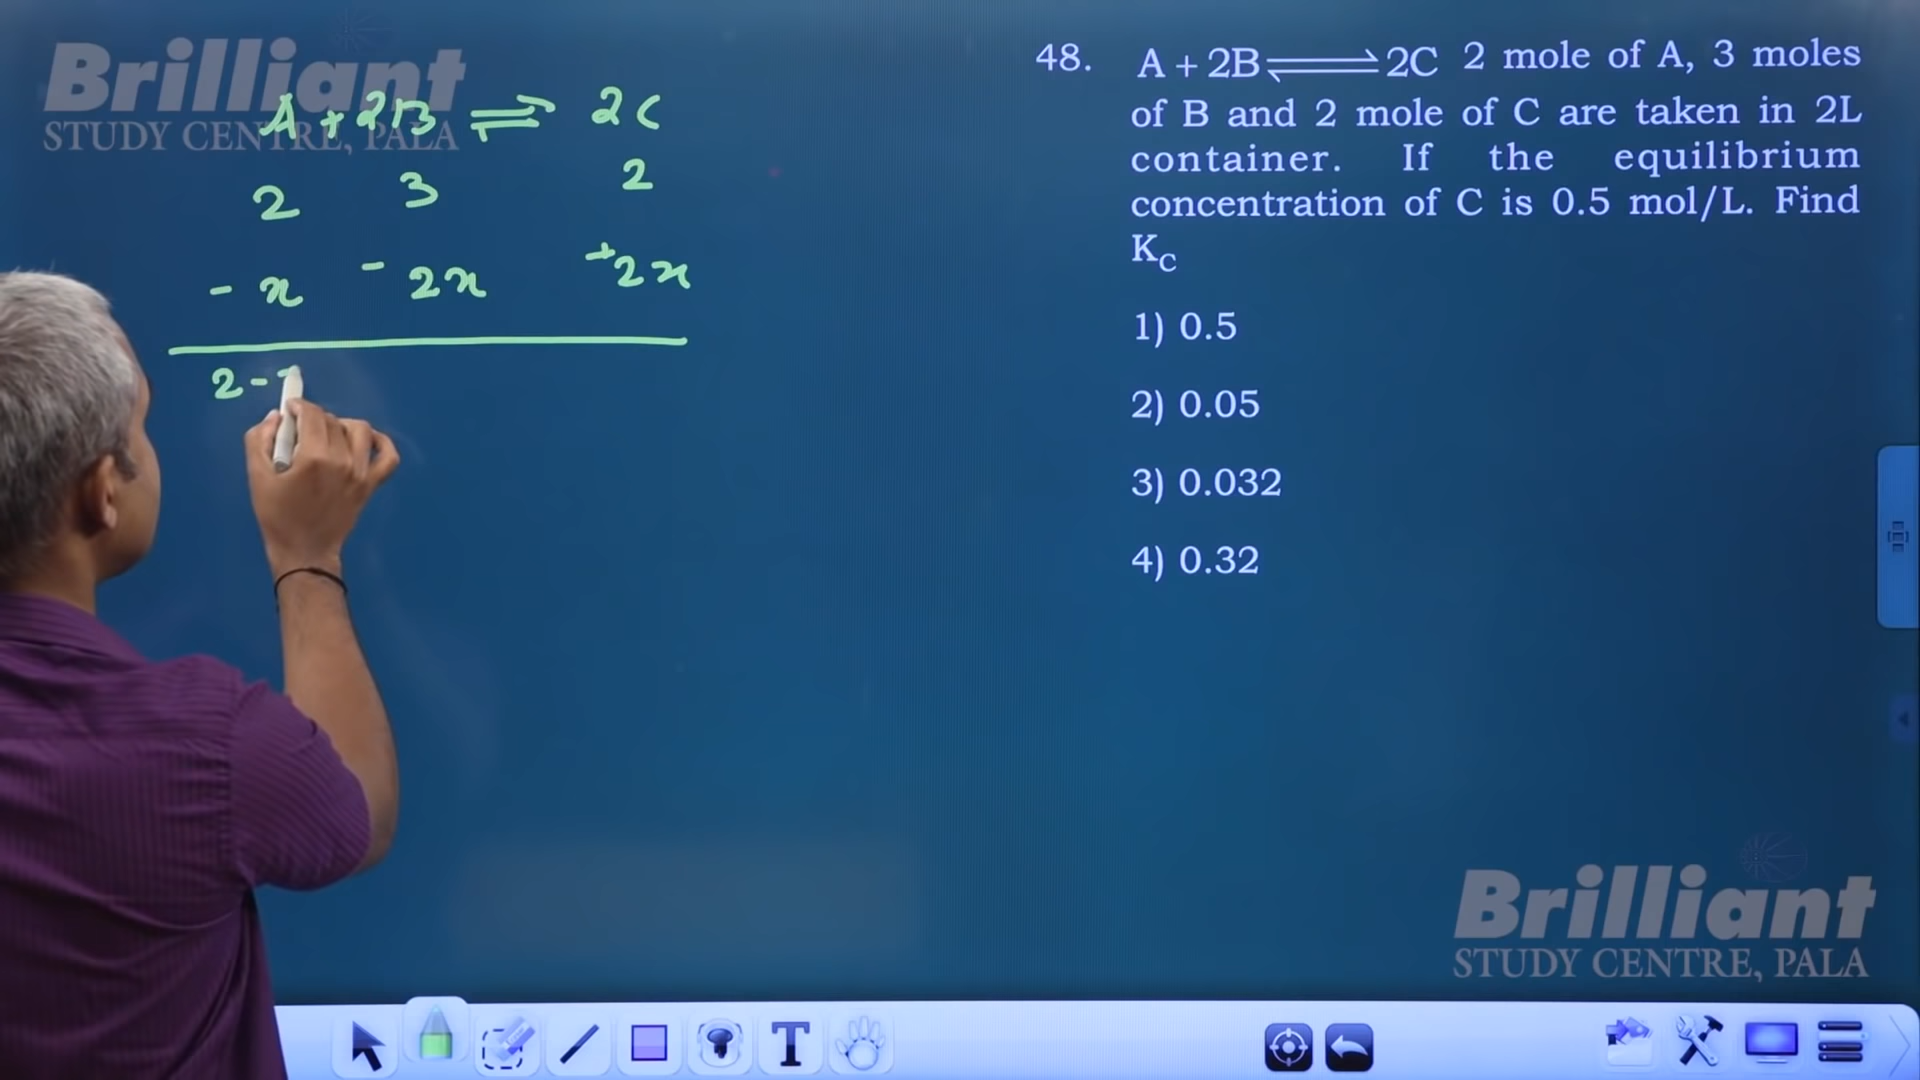 Brilliant
STUDY CENTRE, PALA
A + 2B ⇌ 2C
2 3 2
- x - 2x + 2x
2 -
48. A + 2B ⇌ 2C 2 mole of A, 3 moles
of B and 2 mole of C are taken in 2L
container. If the equilibrium
concentration of C is 0.5 mol/L. Find
K_C
1) 0.5
2) 0.05
3) 0.032
4) 0.32
Brilliant
STUDY CENTRE, PALA
T